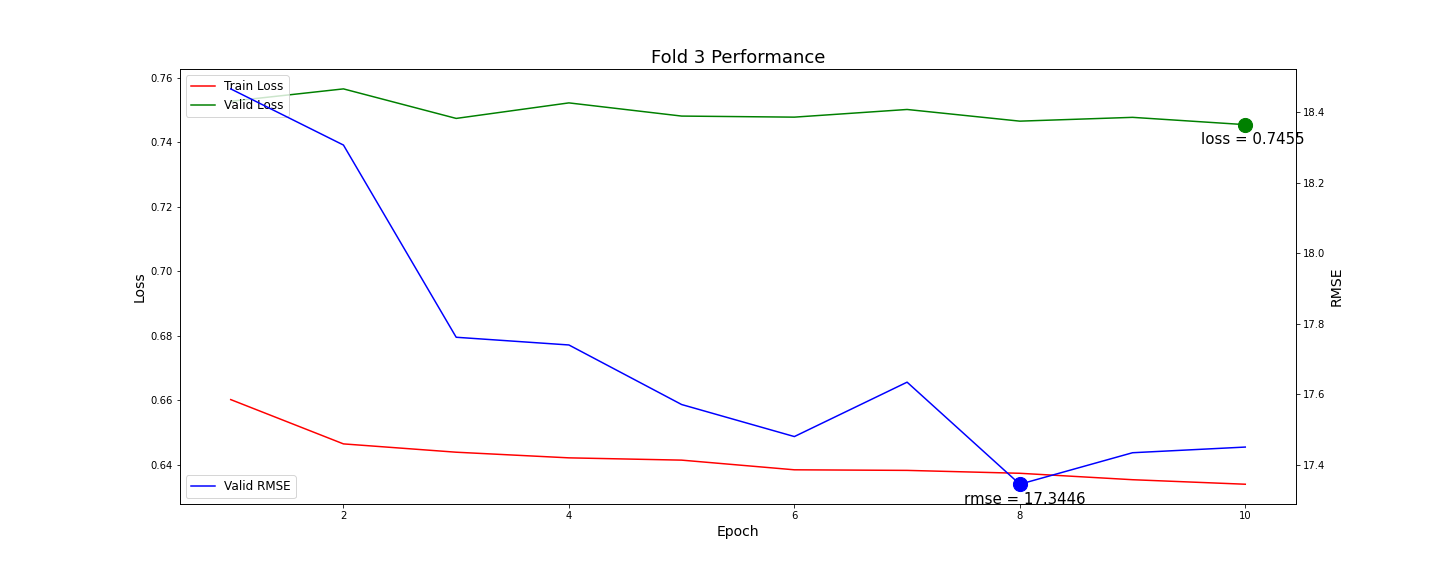 Fold 3 Performance
Train Loss
Valid Loss
Valid RMSE
0.76
0.74
0.72
0.70
0.68
0.66
0.64
Loss
18.4
18.2
18.0
17.8
17.6
17.4
RMSE
loss = 0.7455
rmse = 17.3446
2
4
6
8
10
Epoch